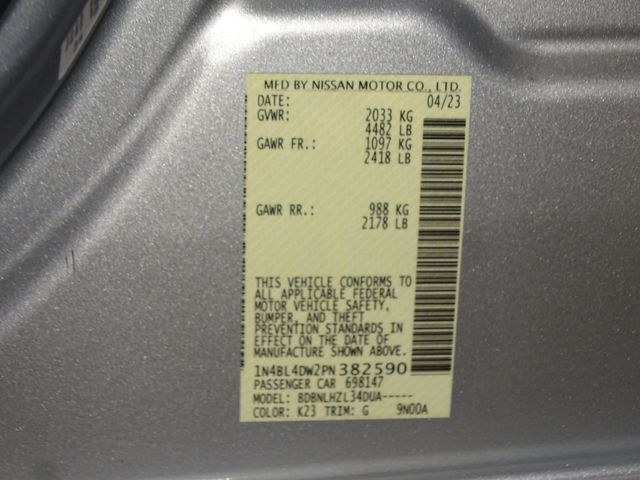 MFD BY NISSAN MOTOR CO., LTD.
DATE: 04/23
GVWR: 2033 KG
4482 LB
GAWR FR.: 1097 KG
2418 LB
GAWR RR.: 988 KG
2178 LB
THIS VEHICLE CONFORMS TO
ALL APPLICABLE FEDERAL
MOTOR VEHICLE SAFETY,
BUMPER, AND THEFT
PREVENTION STANDARDS IN
EFFECT ON THE DATE OF
MANUFACTURE SHOWN ABOVE.
1N4BL4DW2PN382590
PASSENGER CAR 698147
MODEL: BDBNLHZL34DUA-----
COLOR: K23 TRIM: G 9N00A